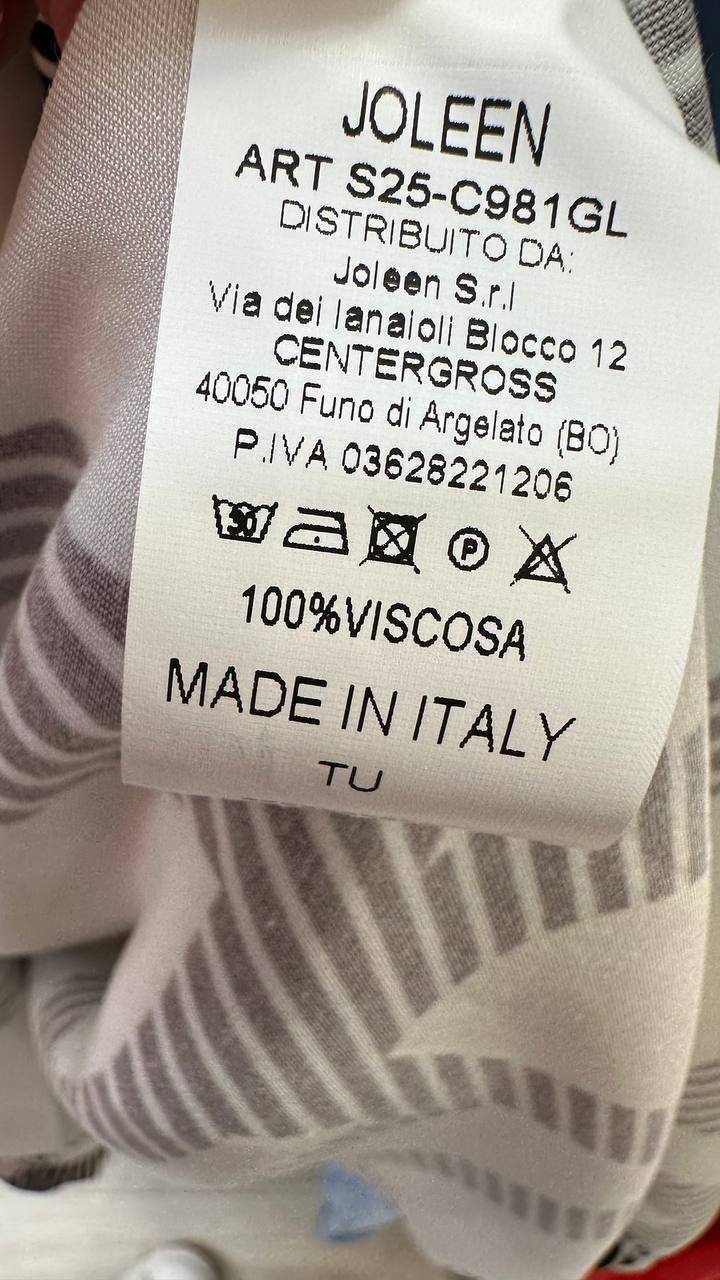 JOLEEN
ART S25-C981GL
DISTRIBUITO DA:
Joleen S.r.l
Via dei lanaioli Blocco 12
CENTERGROSS
40050 Funo di Argelato (BO)
P.IVA 03628221206
30 P
100%VISCOSA
MADE IN ITALY
TU